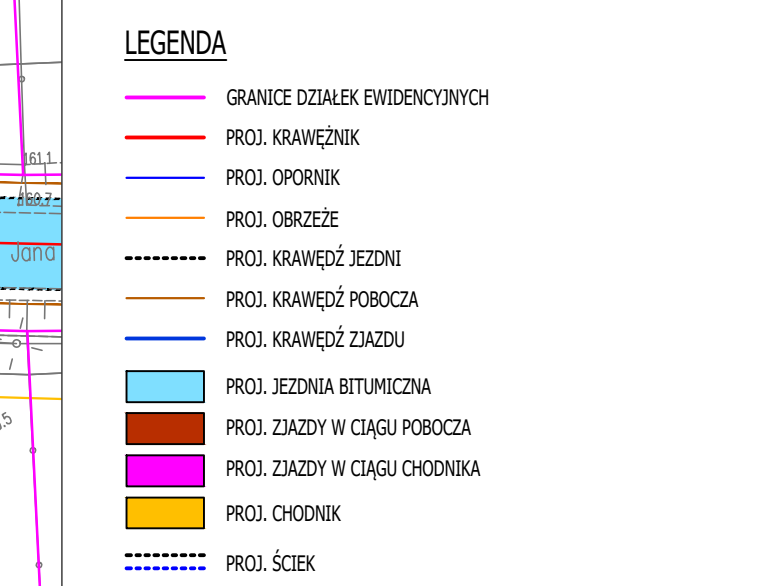 LEGENDA
GRANICE DZIAŁEK EWIDENCYJNYCH
PROJ. KRAWĘŻNIK
PROJ. OPORNIK
PROJ. OBRZEŻE
PROJ. KRAWĘDŹ JEZDNI
PROJ. KRAWĘDŹ POBOCZA
PROJ. KRAWĘDŹ ZJAZDU
PROJ. JEZDNIA BITUMICZNA
PROJ. ZJAZDY W CIĄGU POBOCZA
PROJ. ZJAZDY W CIĄGU CHODNIKA
PROJ. CHODNIK
PROJ. ŚCIEK
161,1
160,7
Jana